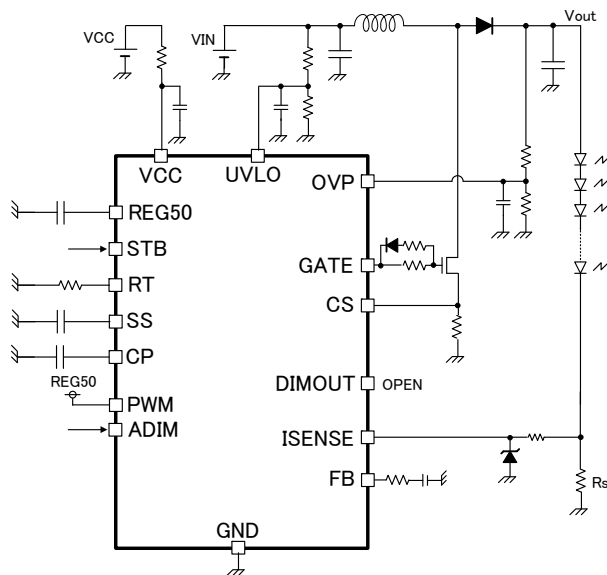 VCC
VIN
Vout
VCC
UVLO
OVP
REG50
STB
GATE
RT
CS
SS
CP
REG50
DIMOUT
OPEN
PWM
ADIM
ISENSE
FB
Rs
GND